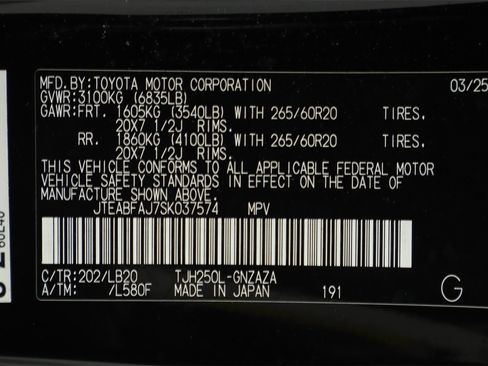 MFD.BY:TOYOTA MOTOR CORPORATION 03/25
GVWR:3100KG (6835LB)
GAWR:FRT. 1605KG (3540LB) WITH 265/60R20 TIRES.
20X7 1/2J RIMS.
RR. 1860KG (4100LB) WITH 265/60R20 TIRES.
20X7 1/2J RIMS.
THIS VEHICLE CONFORMS TO ALL APPLICABLE FEDERAL MOTOR
VEHICLE SAFETY STANDARDS IN EFFECT ON THE DATE OF
MANUFACTURE SHOWN ABOVE.
JTEABFAJ7SK037574 MPV
C/TR:202/LB20 TJH250L-GNZAZA
A/TM: /L580F MADE IN JAPAN 191 G
60L40